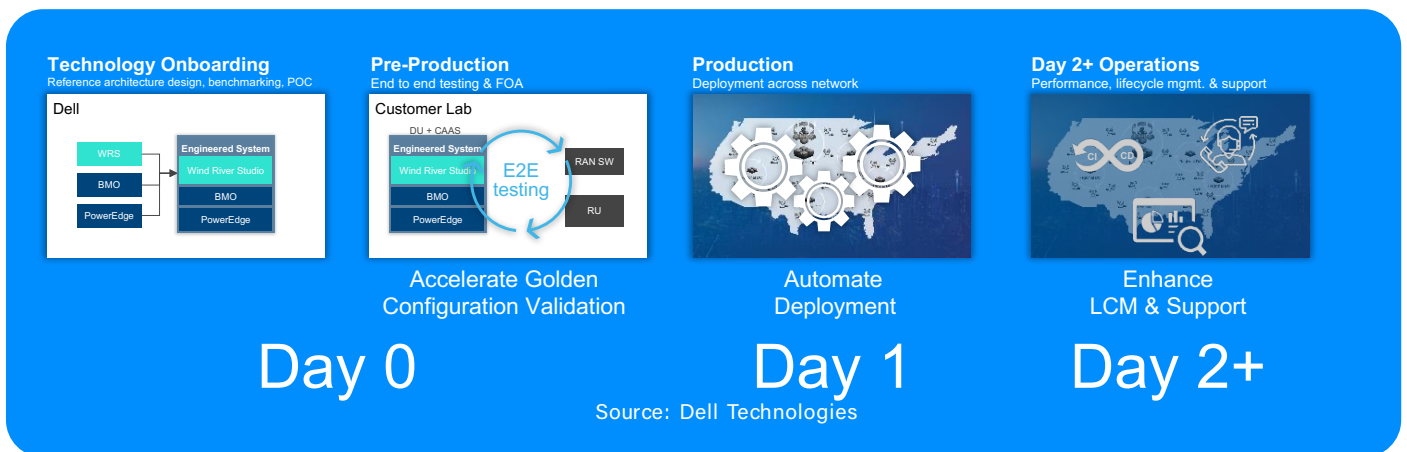 Technology Onboarding
Reference architecture design, benchmarking, POC
Dell
WRS
BMO
PowerEdge
Engineered System
Wind River Studio
BMO
PowerEdge
Pre-Production
End to end testing & FOA
Customer Lab
DU + CAAS
Engineered System
Wind River Studio
BMO
PowerEdge
E2E
testing
RAN SW
RU
Accelerate Golden
Configuration Validation
Production
Deployment across network
Automate
Deployment
Day 2+ Operations
Performance, lifecycle mgmt. & support
CI
CD
Enhance
LCM & Support
Day 0
Day 1
Day 2+
Source: Dell Technologies